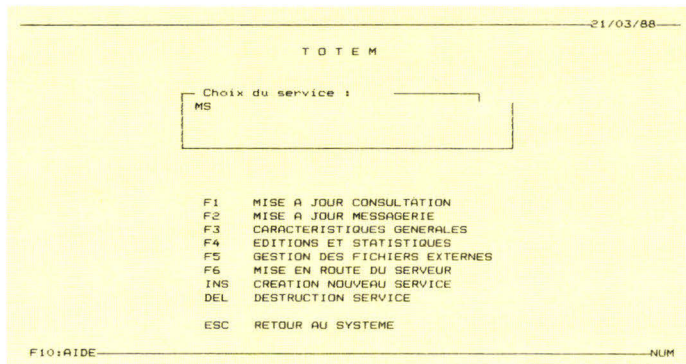 21/03/88
T O T E M
Choix du service :
MS
F1 MISE A JOUR CONSULTATION
F2 MISE A JOUR MESSAGERIE
F3 CARACTERISTIQUES GENERALES
F4 EDITIONS ET STATISTIQUES
F5 GESTION DES FICHIERS EXTERNES
F6 MISE EN ROUTE DU SERVEUR
INS CREATION NOUVEAU SERVICE
DEL DESTRUCTION SERVICE
ESC RETOUR AU SYSTEME
F10:AIDE NUM